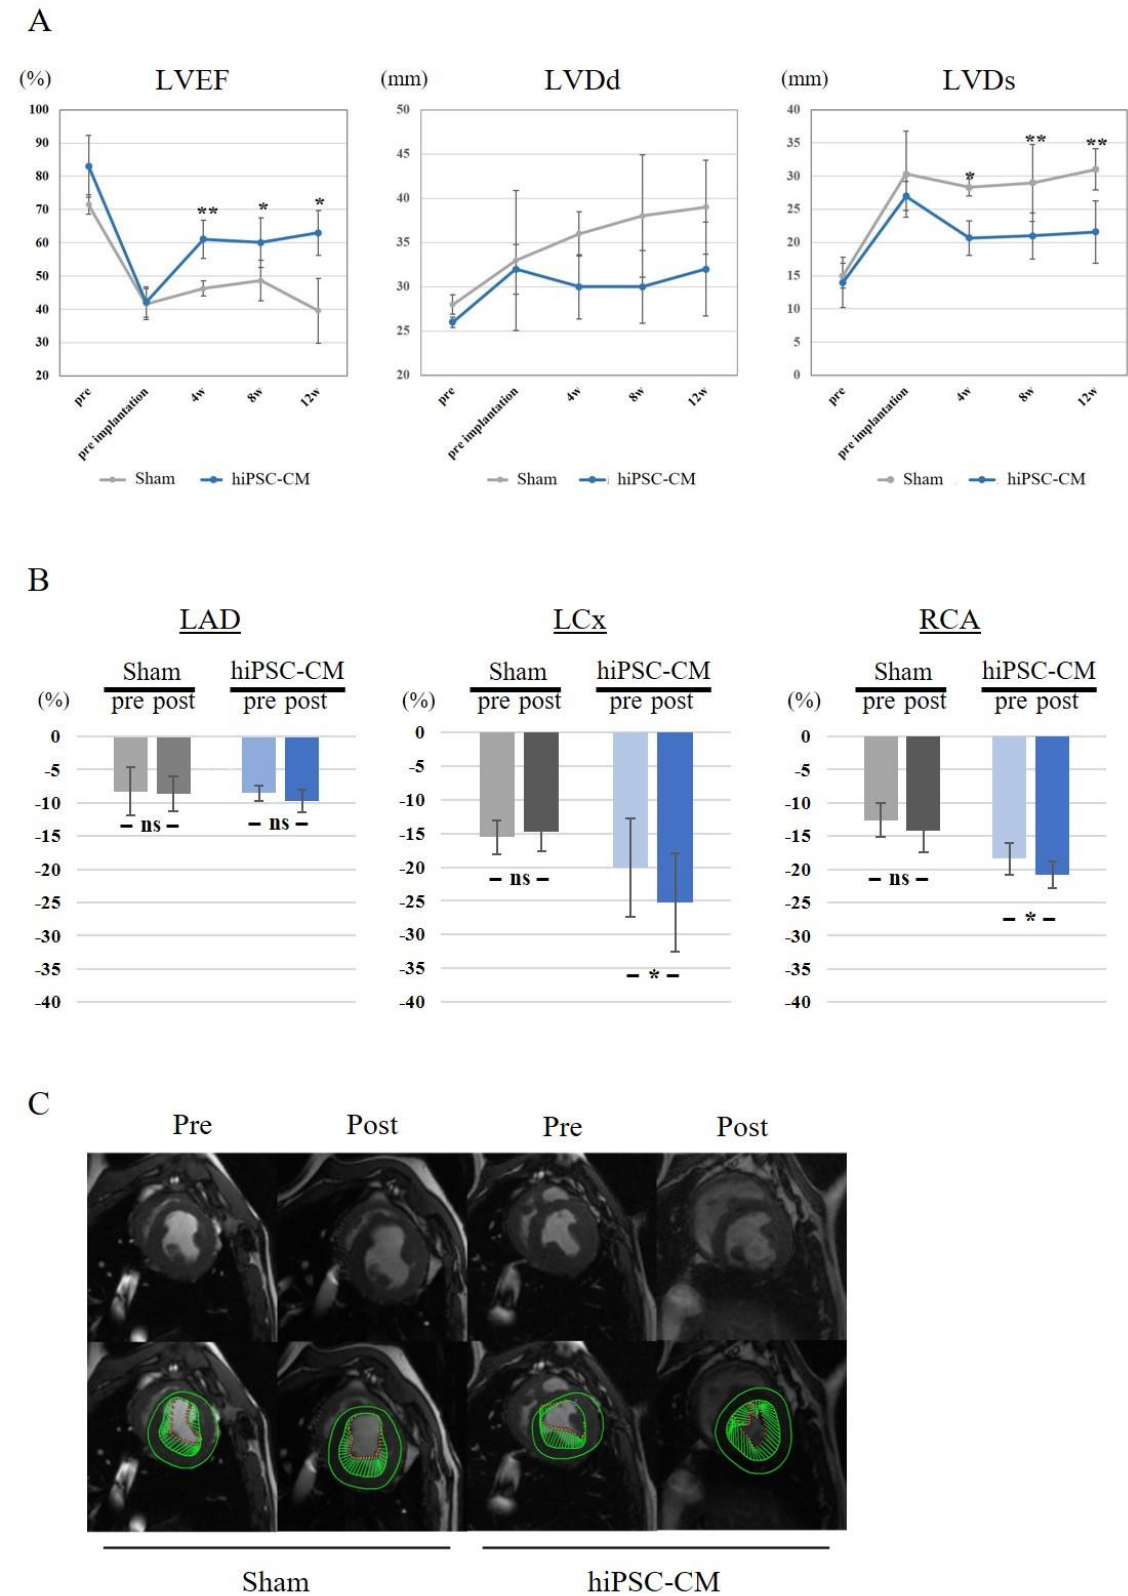 A
(%) LVEF (mm) LVDd (mm) LVDs
100
90
80
70
60
50
40
30
20
** * *
pre pre implantation 4w 8w 12w
Sham hiPSC-CM
50
45
40
35
30
25
20
pre pre implantation 4w 8w 12w
Sham hiPSC-CM
40
35
30
25
20
15
10
5
0
* ** **
pre pre implantation 4w 8w 12w
Sham hiPSC-CM
B
LAD
Sham hiPSC-CM
(%) pre post pre post
0
-5
-10
-15
-20
-25
-30
-35
-40
ns ns
LCx
Sham hiPSC-CM
(%) pre post pre post
0
-5
-10
-15
-20
-25
-30
-35
-40
ns *
RCA
Sham hiPSC-CM
(%) pre post pre post
0
-5
-10
-15
-20
-25
-30
-35
-40
ns *
C
Pre Post Pre Post
Sham hiPSC-CM